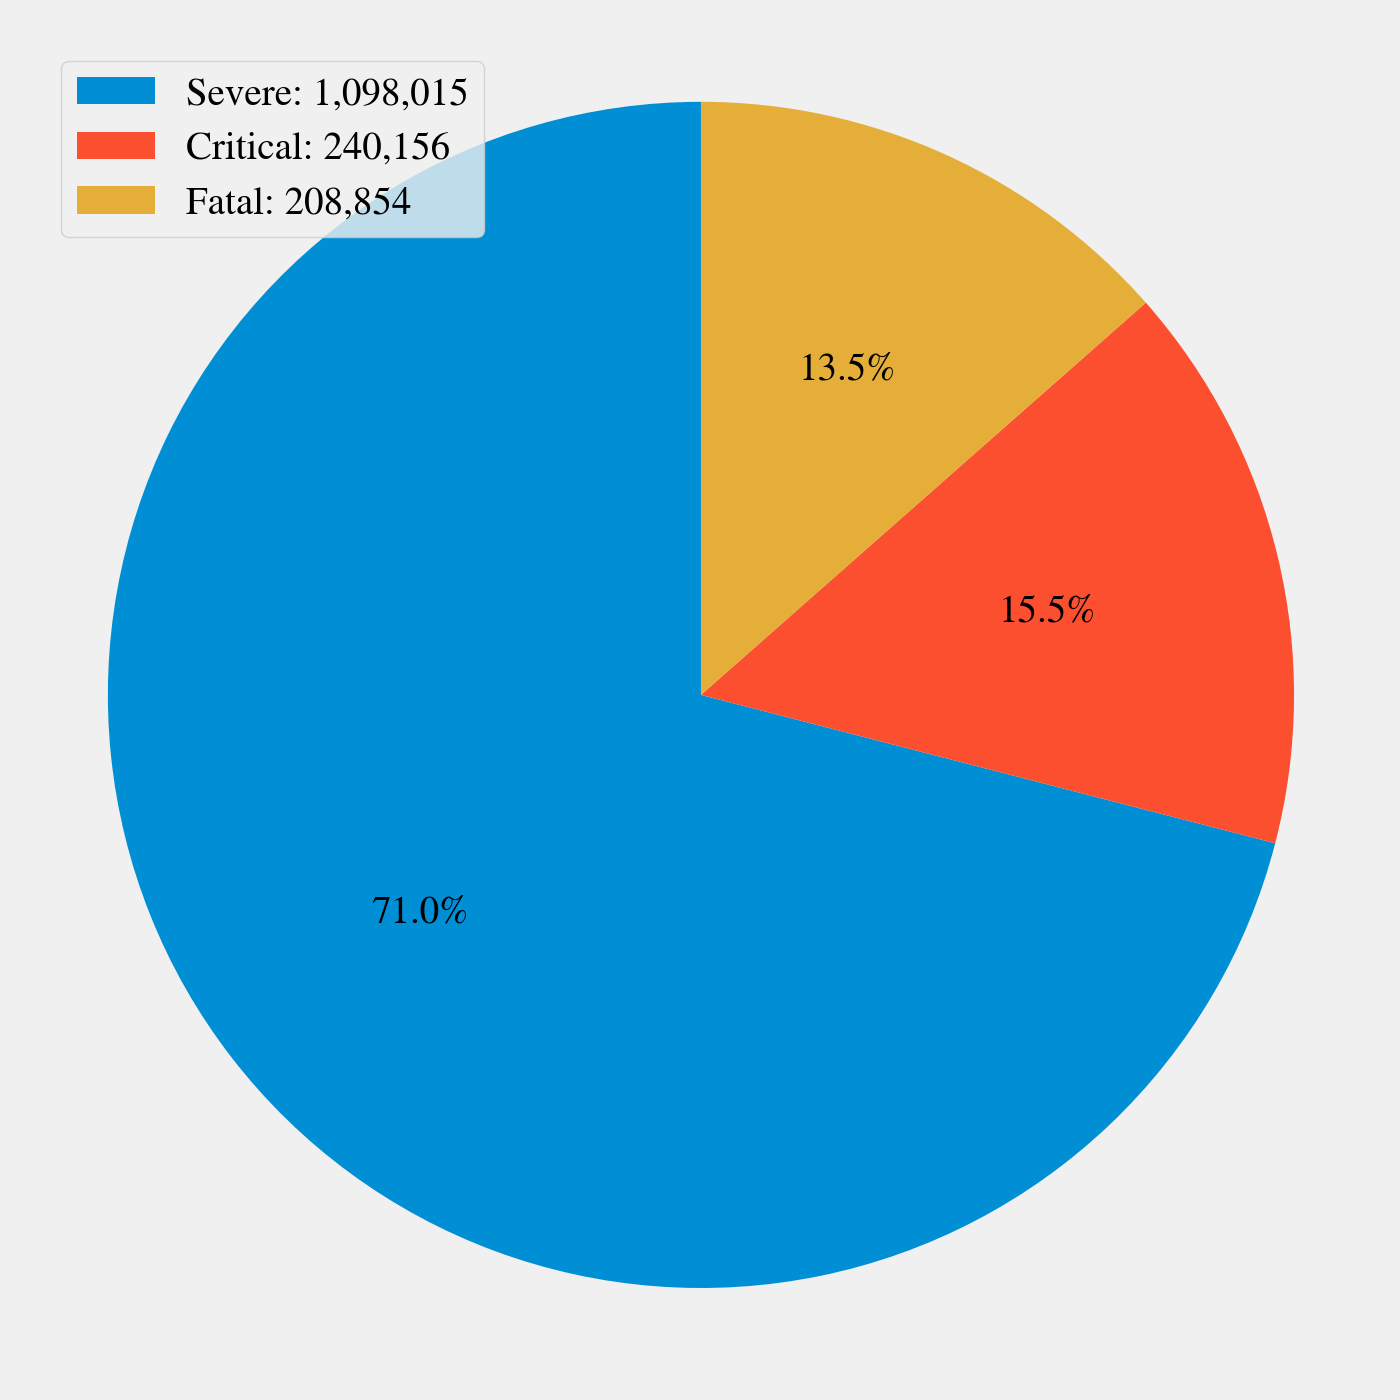 Severe: 1,098,015
Critical: 240,156
Fatal: 208,854
13.5%
15.5%
71.0%